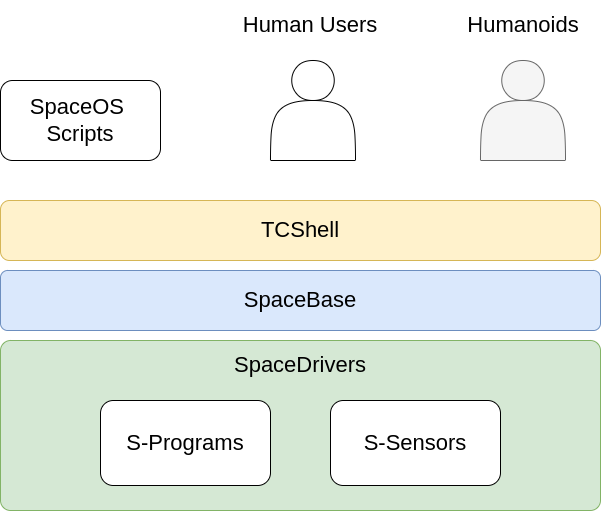 Human Users
Humanoids
SpaceOS
Scripts
TCShell
SpaceBase
SpaceDrivers
S-Programs
S-Sensors